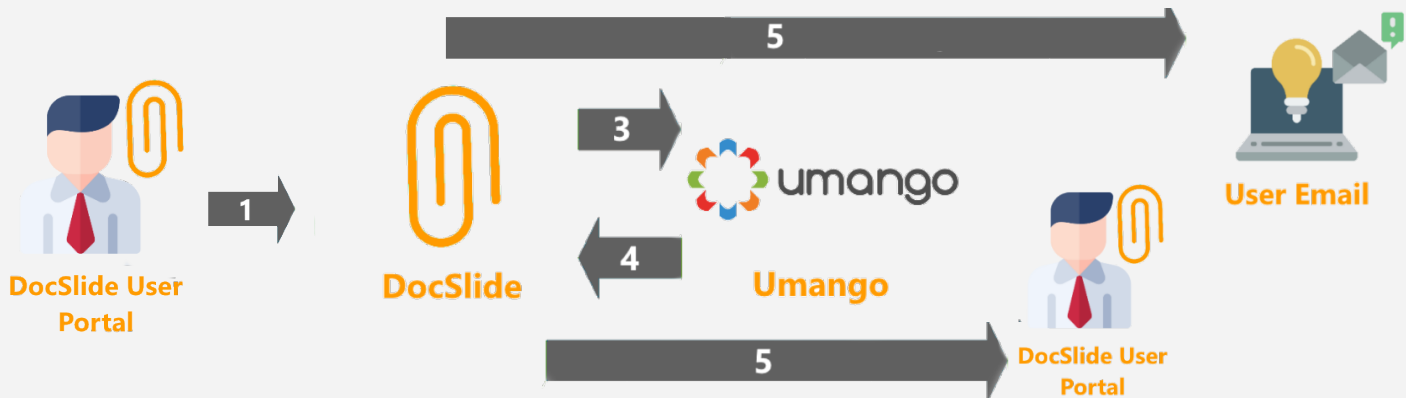 5
3
umango
1
DocSlide User
Portal
DocSlide
4
Umango
User Email
5
DocSlide User
Portal